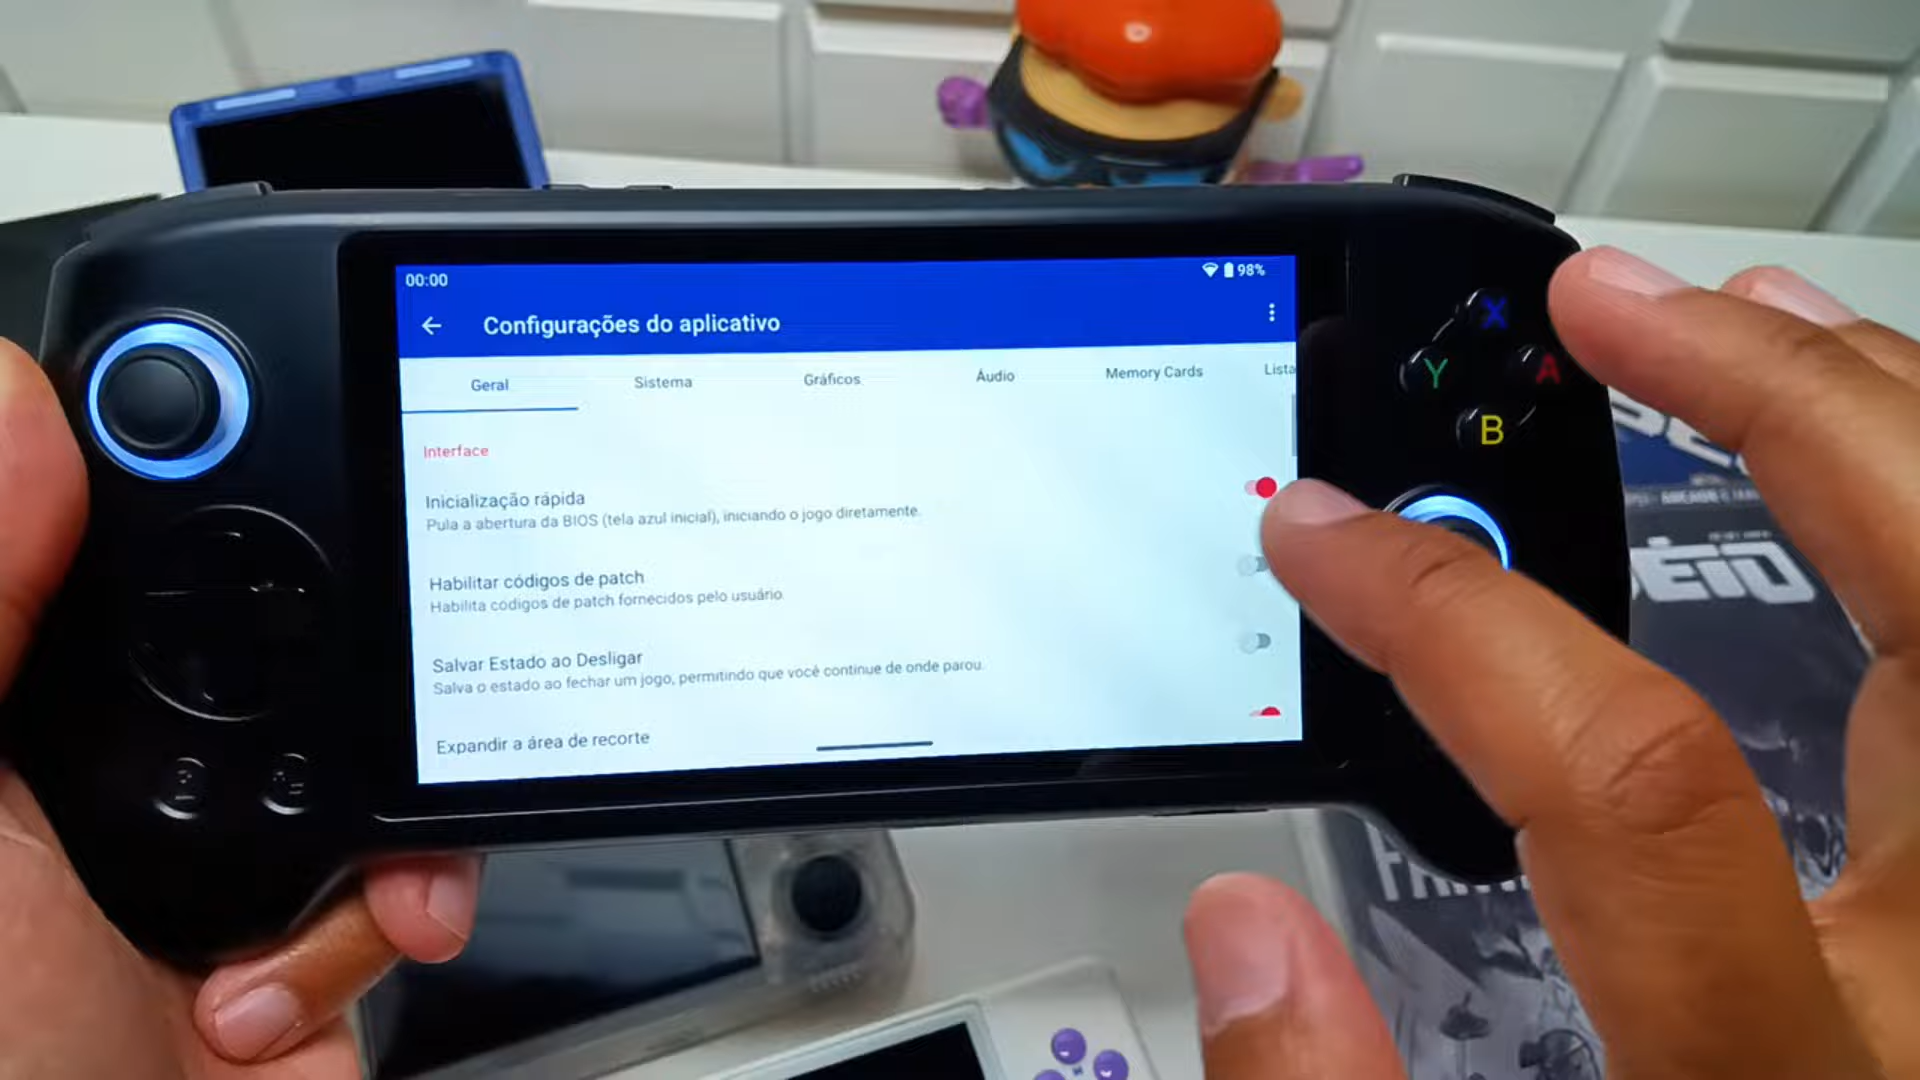 00:00
98%
Configurações do aplicativo
Geral
Sistema
Gráficos
Áudio
Memory Cards
Lista
Interface
Inicialização rápida
Pula a abertura da BIOS (tela azul inicial), iniciando o jogo diretamente.
Habilitar códigos de patch
Habilita códigos de patch fornecidos pelo usuário
Salvar Estado ao Desligar
Salva o estado ao fechar um jogo, permitindo que você continue de onde parou.
Expandir a área de recorte
X
Y
A
B